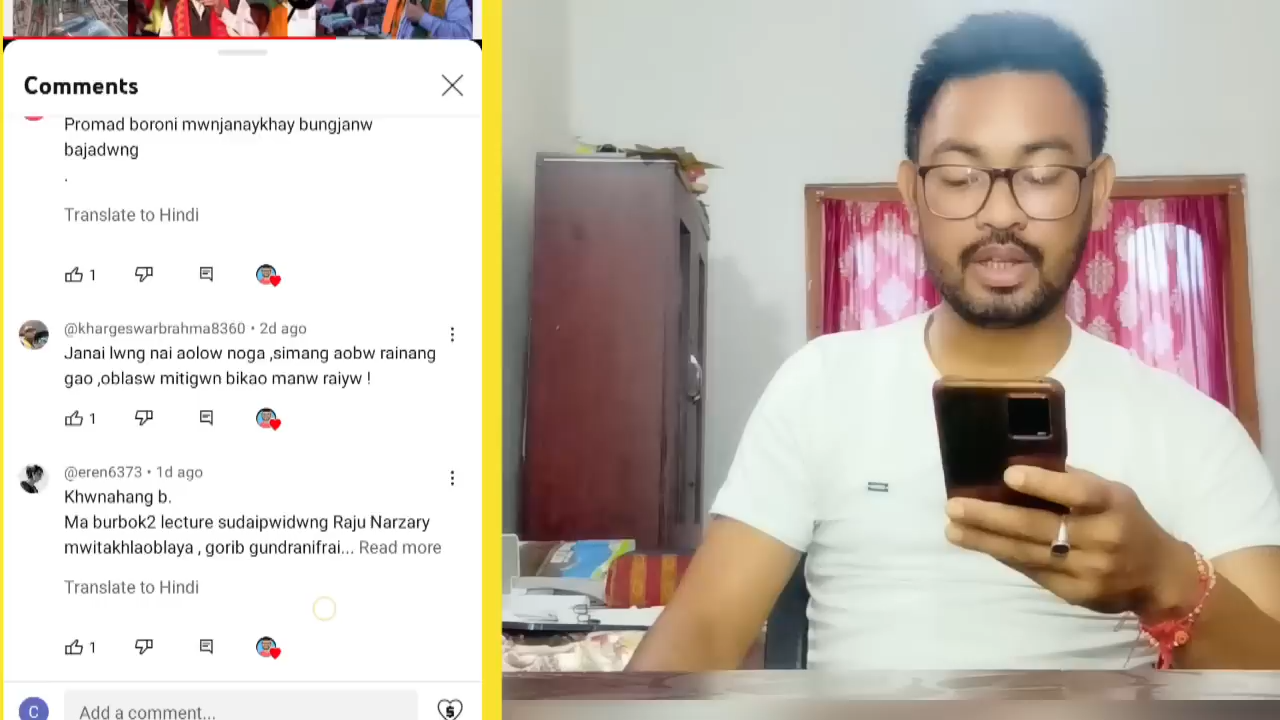 Comments
Promad boroni mwnjanaykhay bungjanw
bajadwng
.
Translate to Hindi
1
@khargeswarbrahma8360 • 2d ago
Janai lwng nai aolow noga ,simang aobw rainang
gao ,oblasw mitigwn bikao manw raiyw !
1
@eren6373 • 1d ago
Khwnahang b.
Ma burbok2 lecture sudaipwidwng Raju Narzary
mwitakhlaoblaya , gorib gundranifrai... Read more
Translate to Hindi
1
C
Add a comment...
$